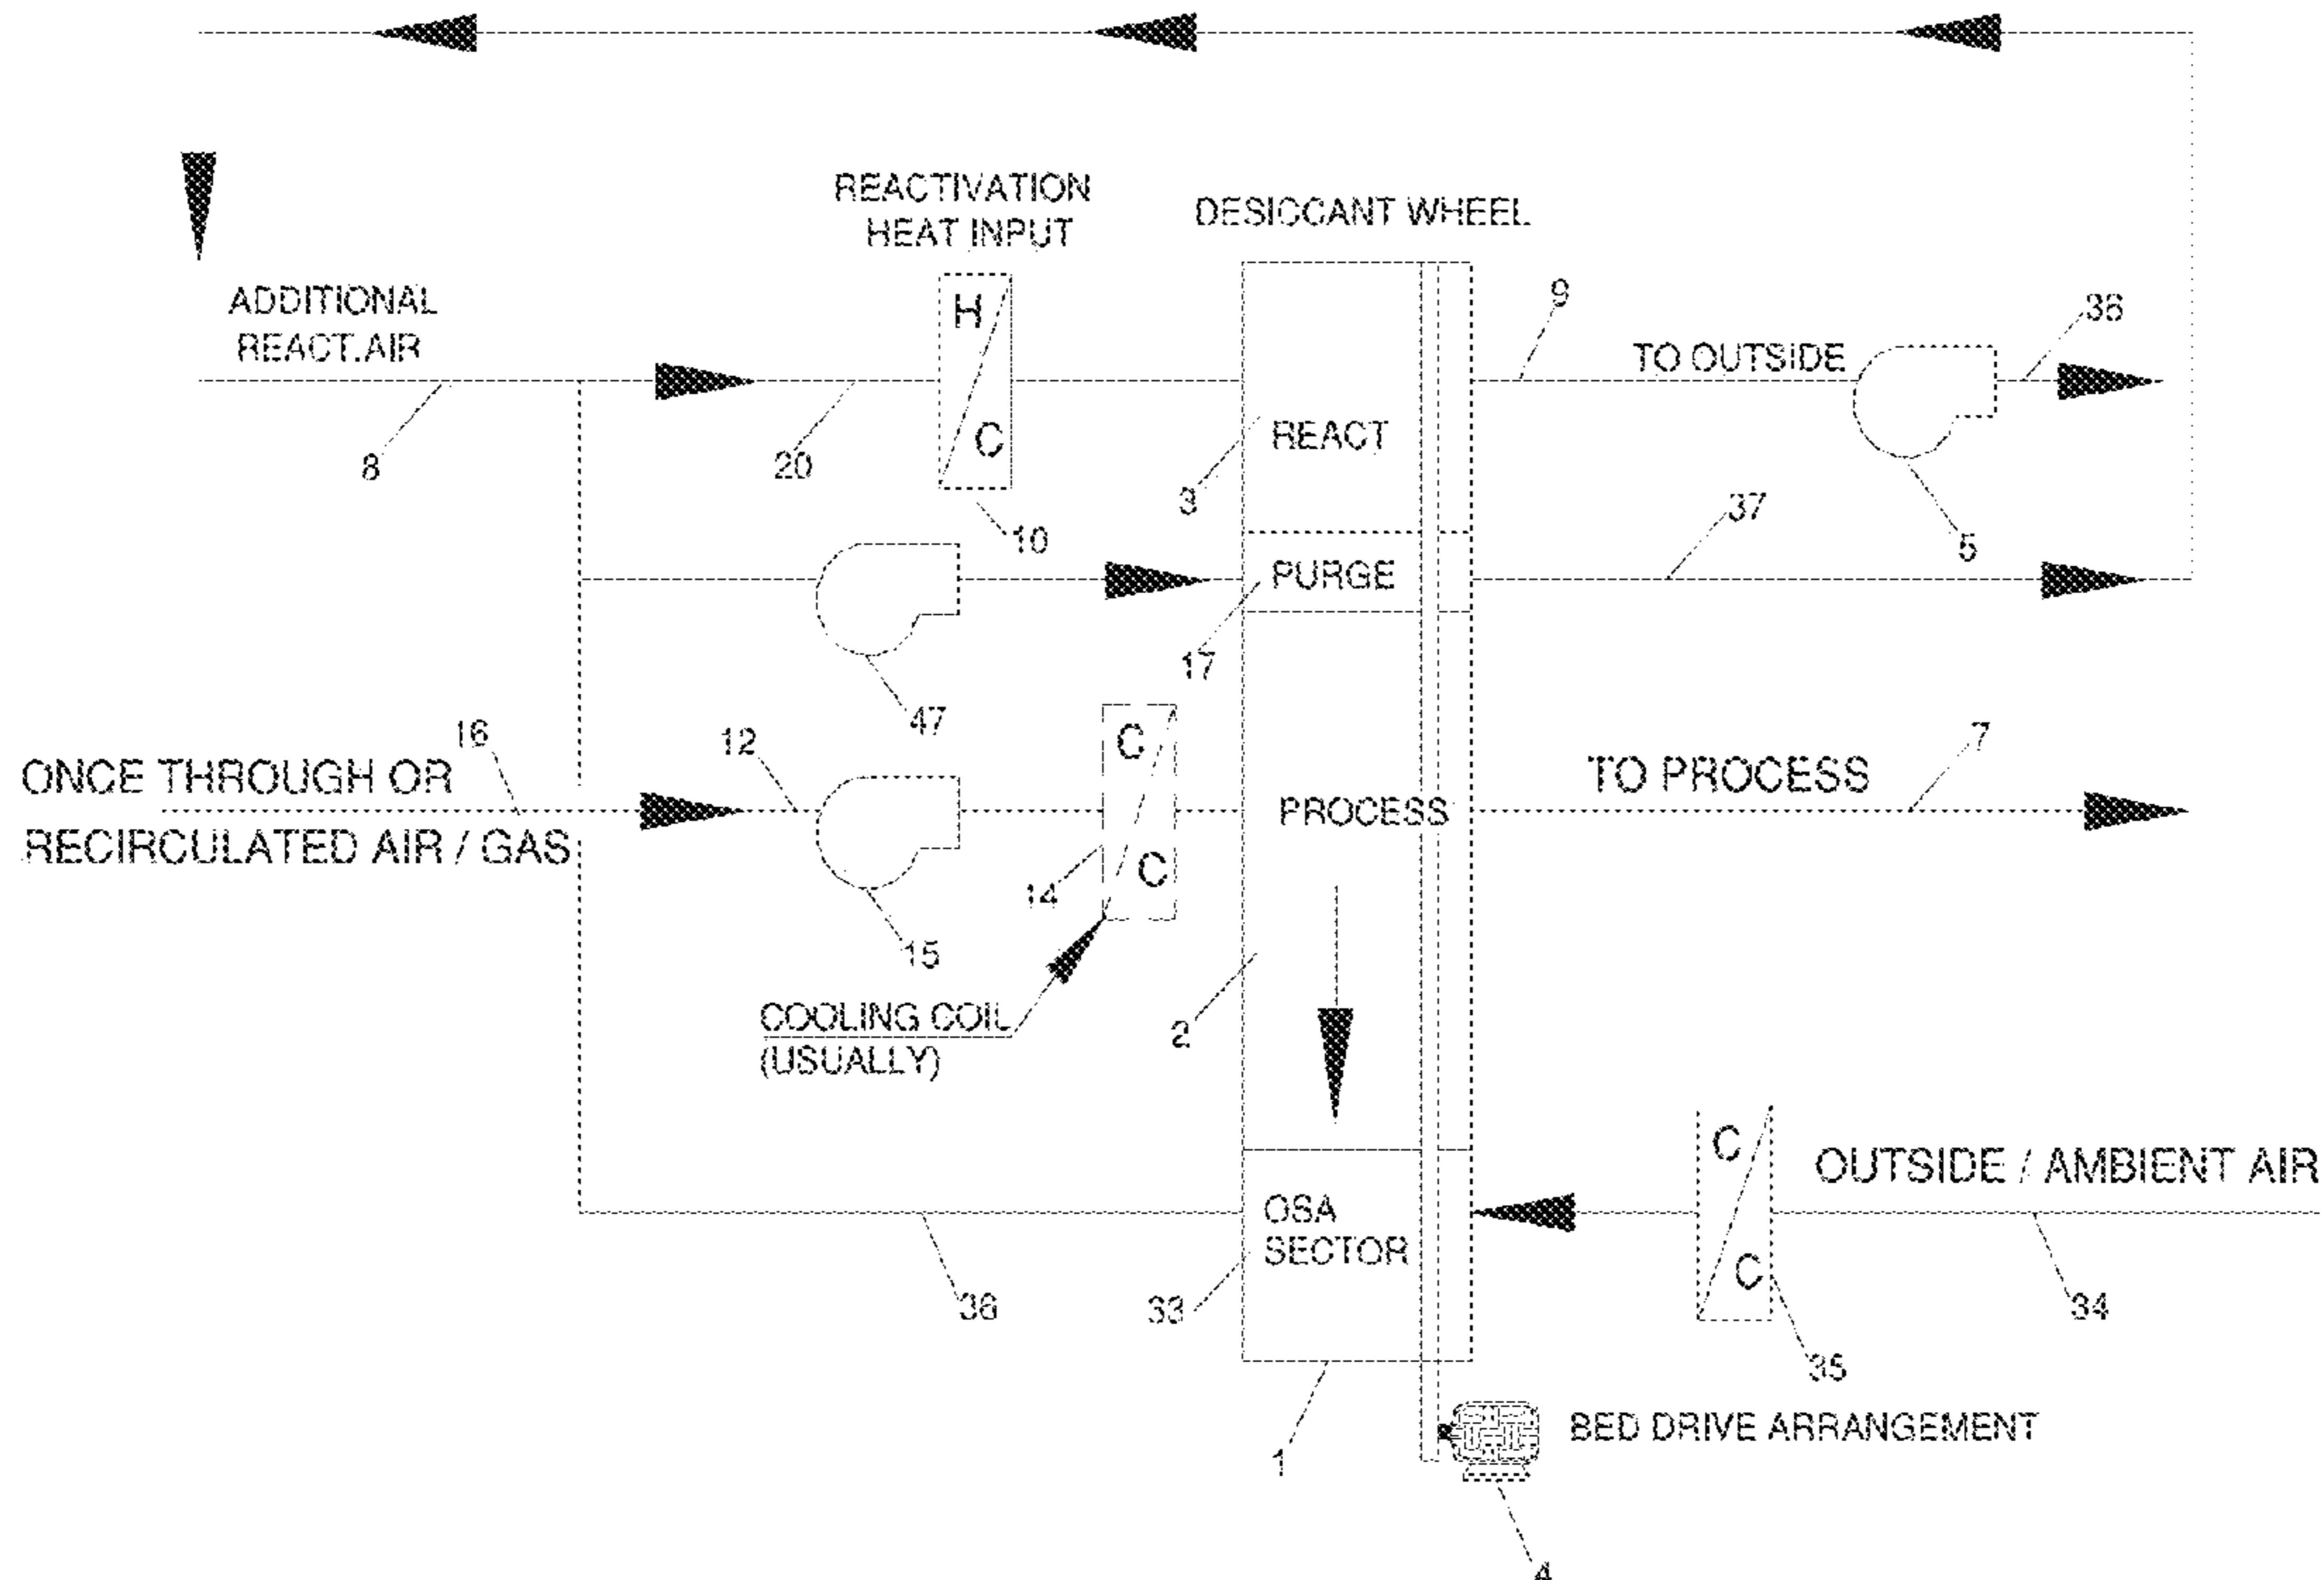 REACTIVATION
HEAT INPUT
DESICCANT WHEEL
ADDITIONAL
REACT.AIR
H
C
9
TO OUTSIDE
38
8
20
3
REACT
10
37
5
PURGE
17
47
16
12
C
C
7
ONCE THROUGH OR
RECIRCULATED AIR / GAS
TO PROCESS
PROCESS
14
15
COOLING COIL
(USUALLY)
2
C
C
OUTSIDE / AMBIENT AIR
OSA
SECTOR
36
33
34
35
1
BED DRIVE ARRANGEMENT
4